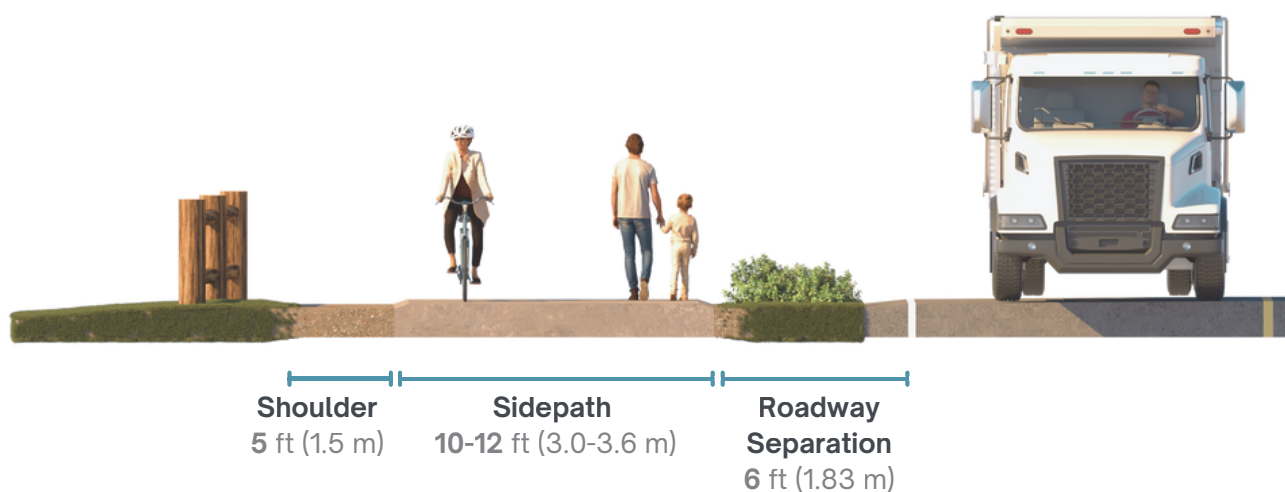 Shoulder
5 ft (1.5 m)
Sidepath
10-12 ft (3.0-3.6 m)
Roadway
Separation
6 ft (1.83 m)